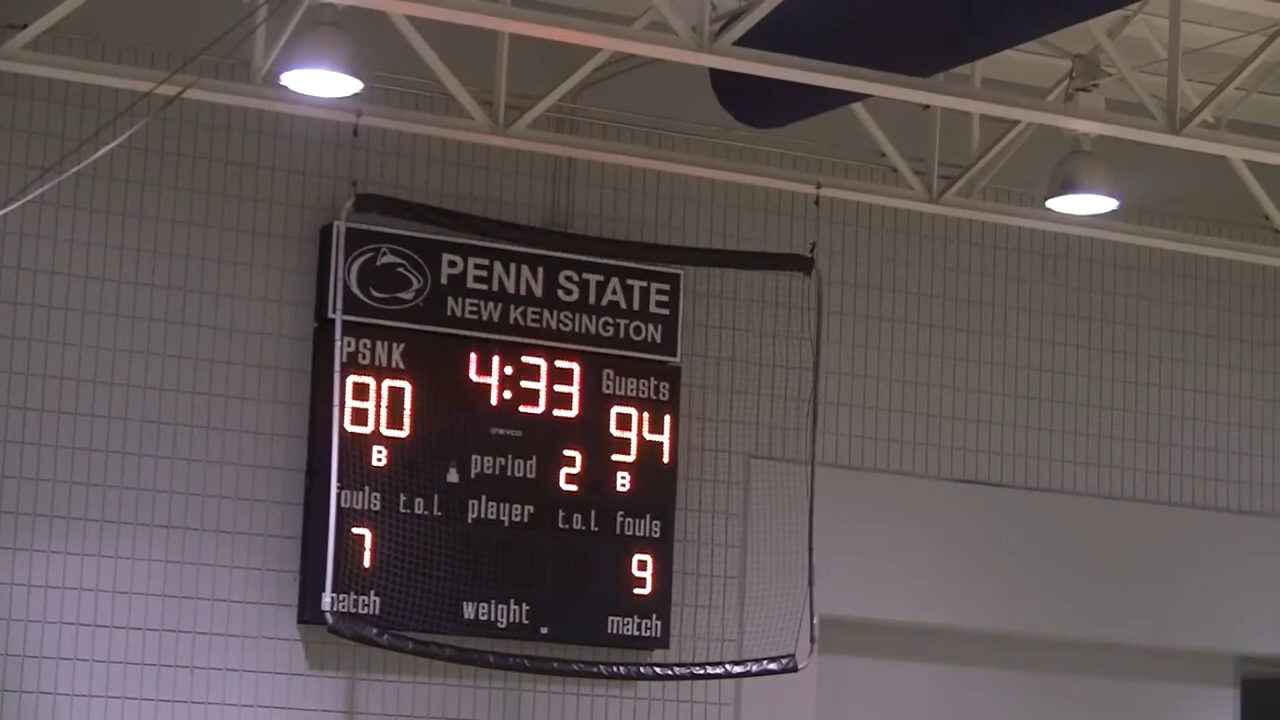 PENN STATE
NEW KENSINGTON
PSNK 4:33 Guests
80 94
B period 2 B
fouls t.o.l. player t.o.l. fouls
7 9
match weight match